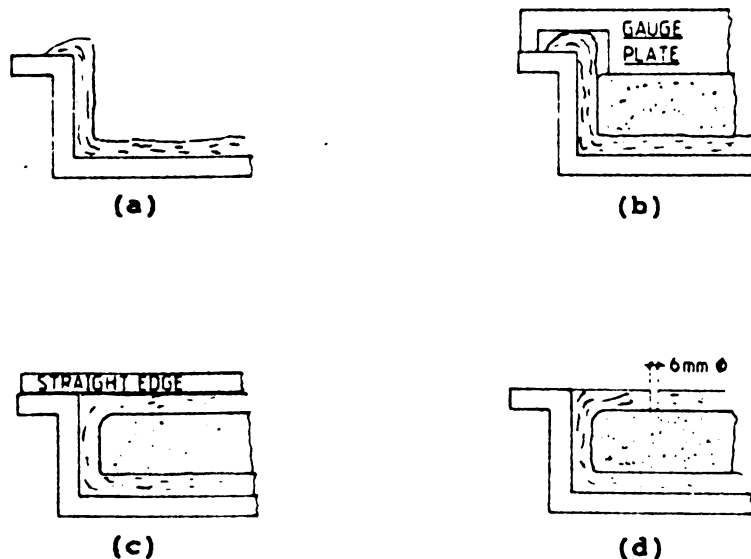 GAUGE
PLATE
(a)
(b)
STRAIGHT EDGE
6mm Ø
(c)
(d)